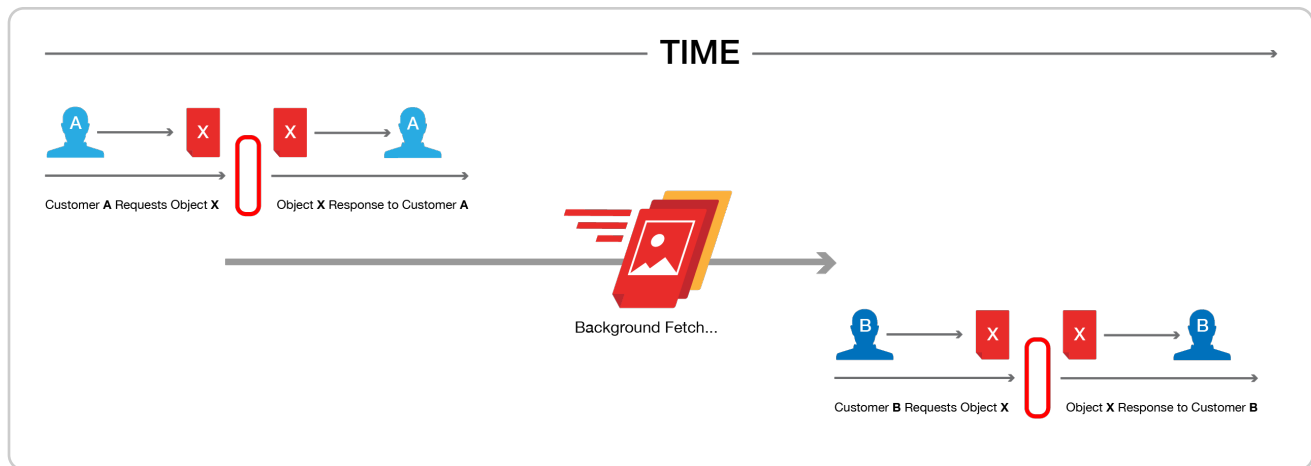 TIME
A
X
X
A
Customer A Requests Object X
Object X Response to Customer A
Background Fetch...
B
X
X
B
Customer B Requests Object X
Object X Response to Customer B